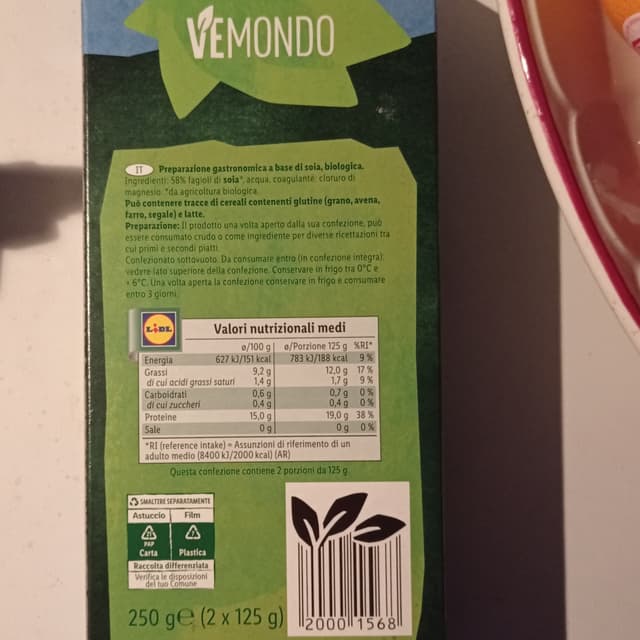 VEMONDO
IT Preparazione gastronomica a base di soia, biologica.
Ingredienti: 58% fagioli di soia*, acqua, coagulante: cloruro di
magnesio. *da agricoltura biologica.
Può contenere tracce di cereali contenenti glutine (grano, avena,
farro, segale) e latte.
Preparazione: Il prodotto una volta aperto dalla sua confezione, può
essere consumato crudo o come ingrediente per diverse ricettazioni tra
cui primi e secondi piatti.
Confezionato sottovuoto. Da consumare entro (in confezione integra):
vedere lato superiore della confezione. Conservare in frigo tra 0°C e
+ 6°C. Una volta aperta la confezione conservare in frigo e consumare
entro 3 giorni.
LIDL
Valori nutrizionali medi
ø/100 g ø/Porzione 125 g %RI*
Energia 627 kJ/151 kcal 783 kJ/188 kcal 9 %
Grassi 9,2 g 12,0 g 17 %
di cui acidi grassi saturi 1,4 g 1,7 g 9 %
Carboidrati 0,6 g 0,7 g 0 %
di cui zuccheri 0,4 g 0,4 g 0 %
Proteine 15,0 g 19,0 g 38 %
Sale 0 g 0 g 0 %
*RI (reference intake) = Assunzioni di riferimento di un
adulto medio (8400 kJ/2000 kcal) (AR)
Questa confezione contiene 2 porzioni da 125 g
SMALTIRE SEPARATAMENTE
Astuccio Film
21 7
PAP
Carta Plastica
Raccolta differenziata
Verifica le disposizioni
del tuo Comune
250 g e (2 x 125 g)
2000 1568